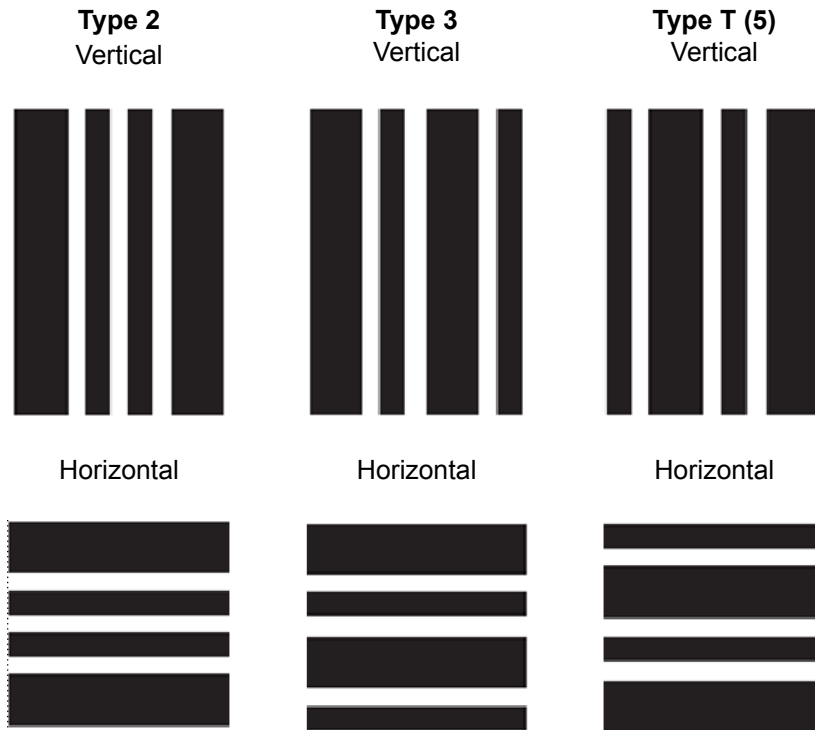 Type 2
Vertical
Type 3
Vertical
Type T (5)
Vertical
Horizontal
Horizontal
Horizontal